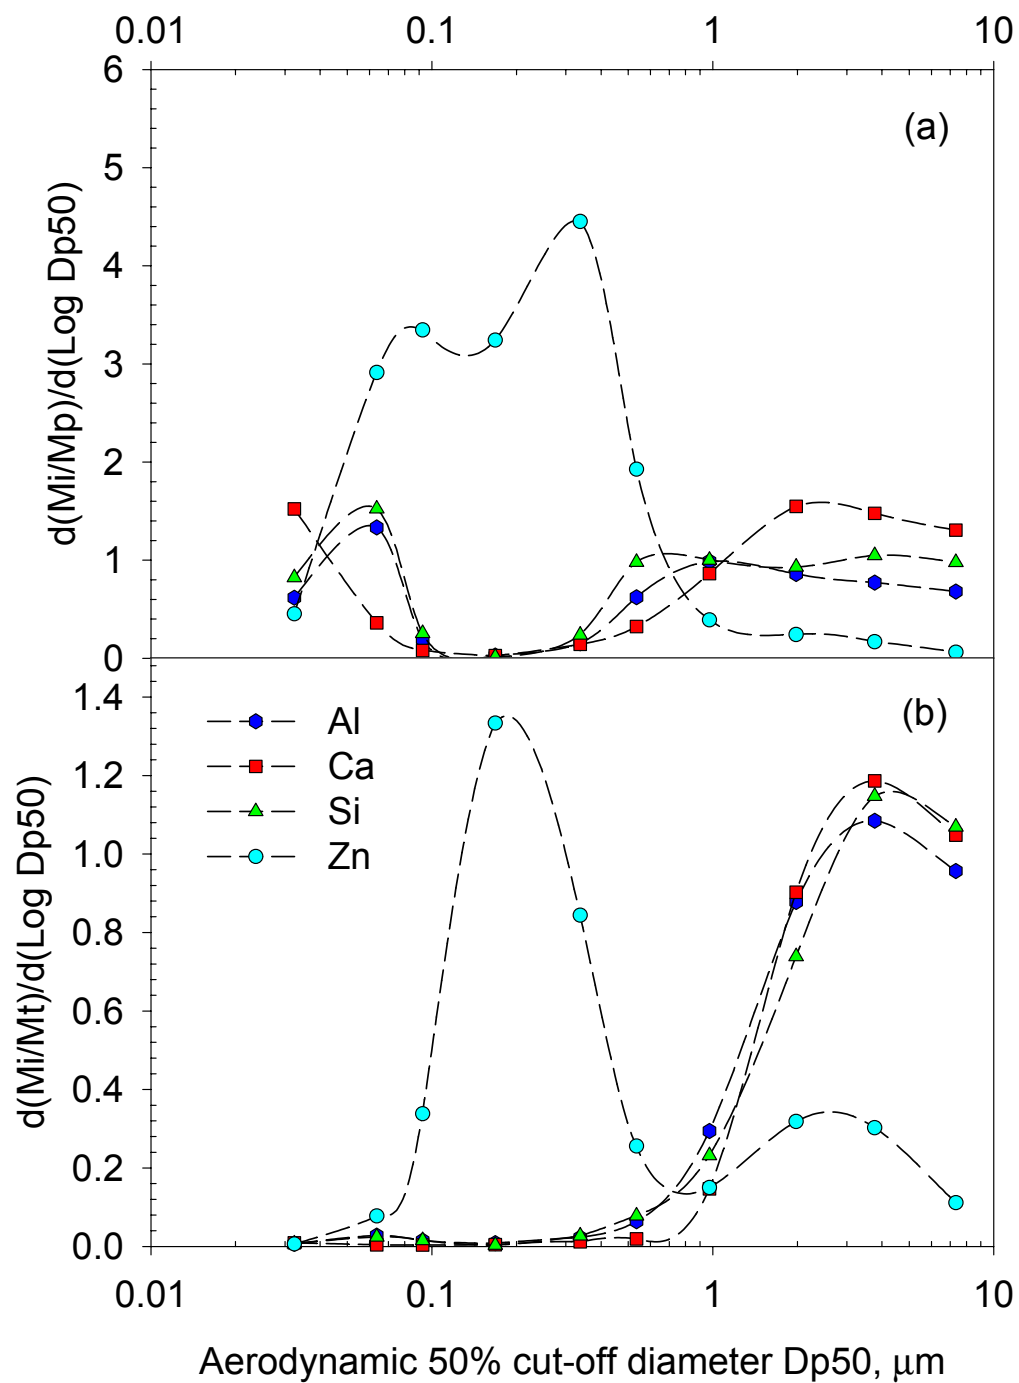 0.01 0.1 1 10
6
(a)
5
4
3
2
1
0
d(Mi/Mp)/d(Log Dp50)
1.4
(b)
Al
Ca
1.2
Si
1.0
Zn
0.8
0.6
0.4
0.2
0.0
d(Mi/Mt)/d(Log Dp50)
0.01 0.1 1 10
Aerodynamic 50% cut-off diameter Dp50, μm